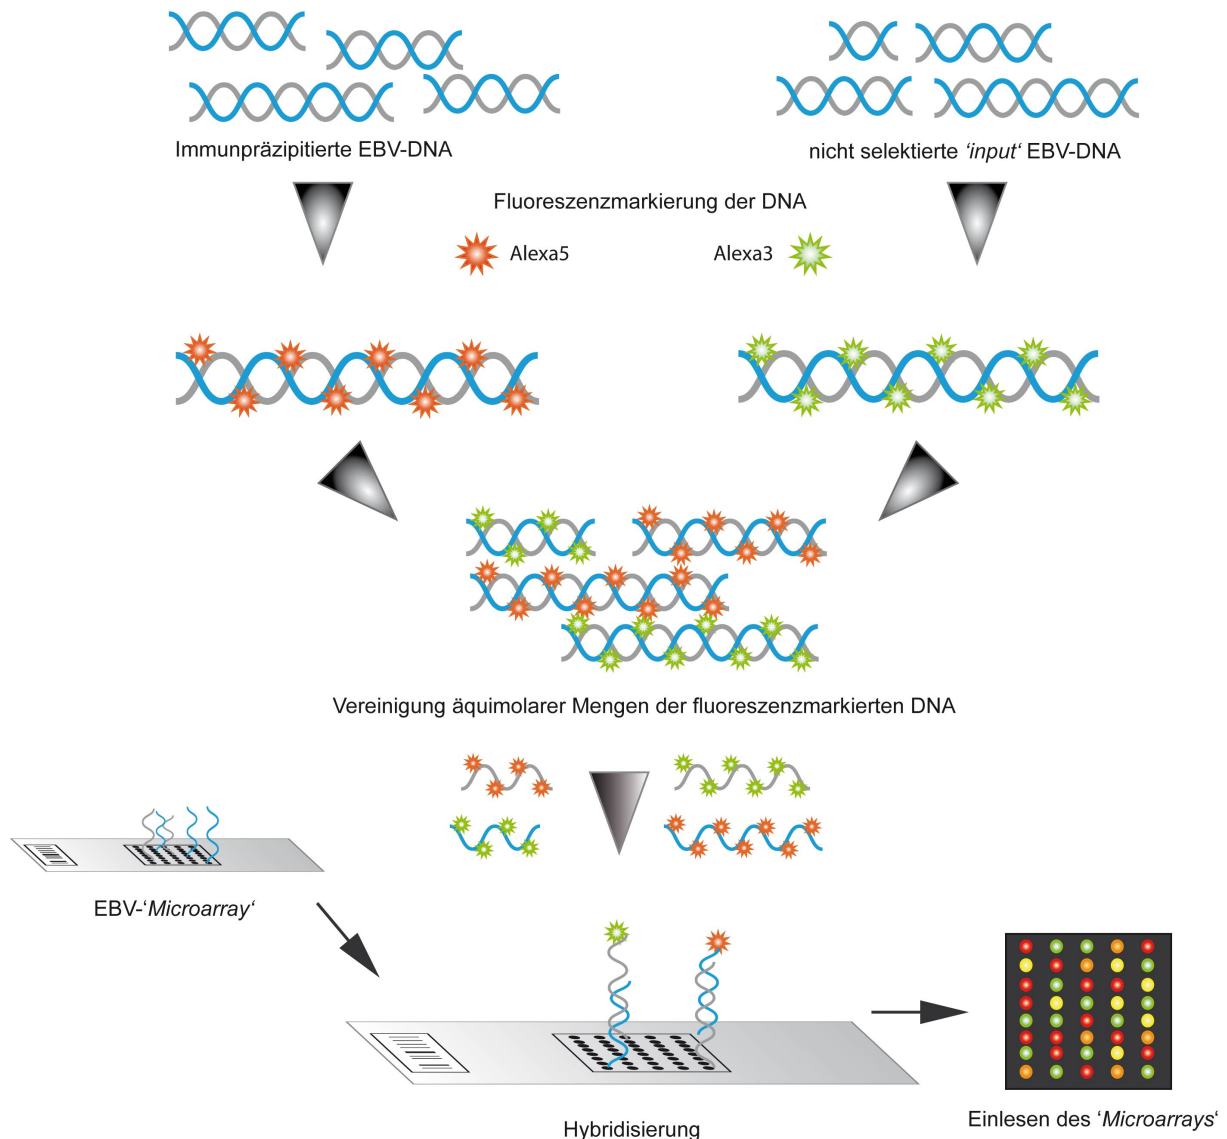 Immunpräzipitierte EBV-DNA
nicht selektierte ‘input‘ EBV-DNA
Fluoreszenzmarkierung der DNA
Alexa5
Alexa3
Vereinigung äquimolarer Mengen der fluoreszenzmarkierten DNA
EBV-‘Microarray‘
Hybridisierung
Einlesen des ‘Microarrays‘